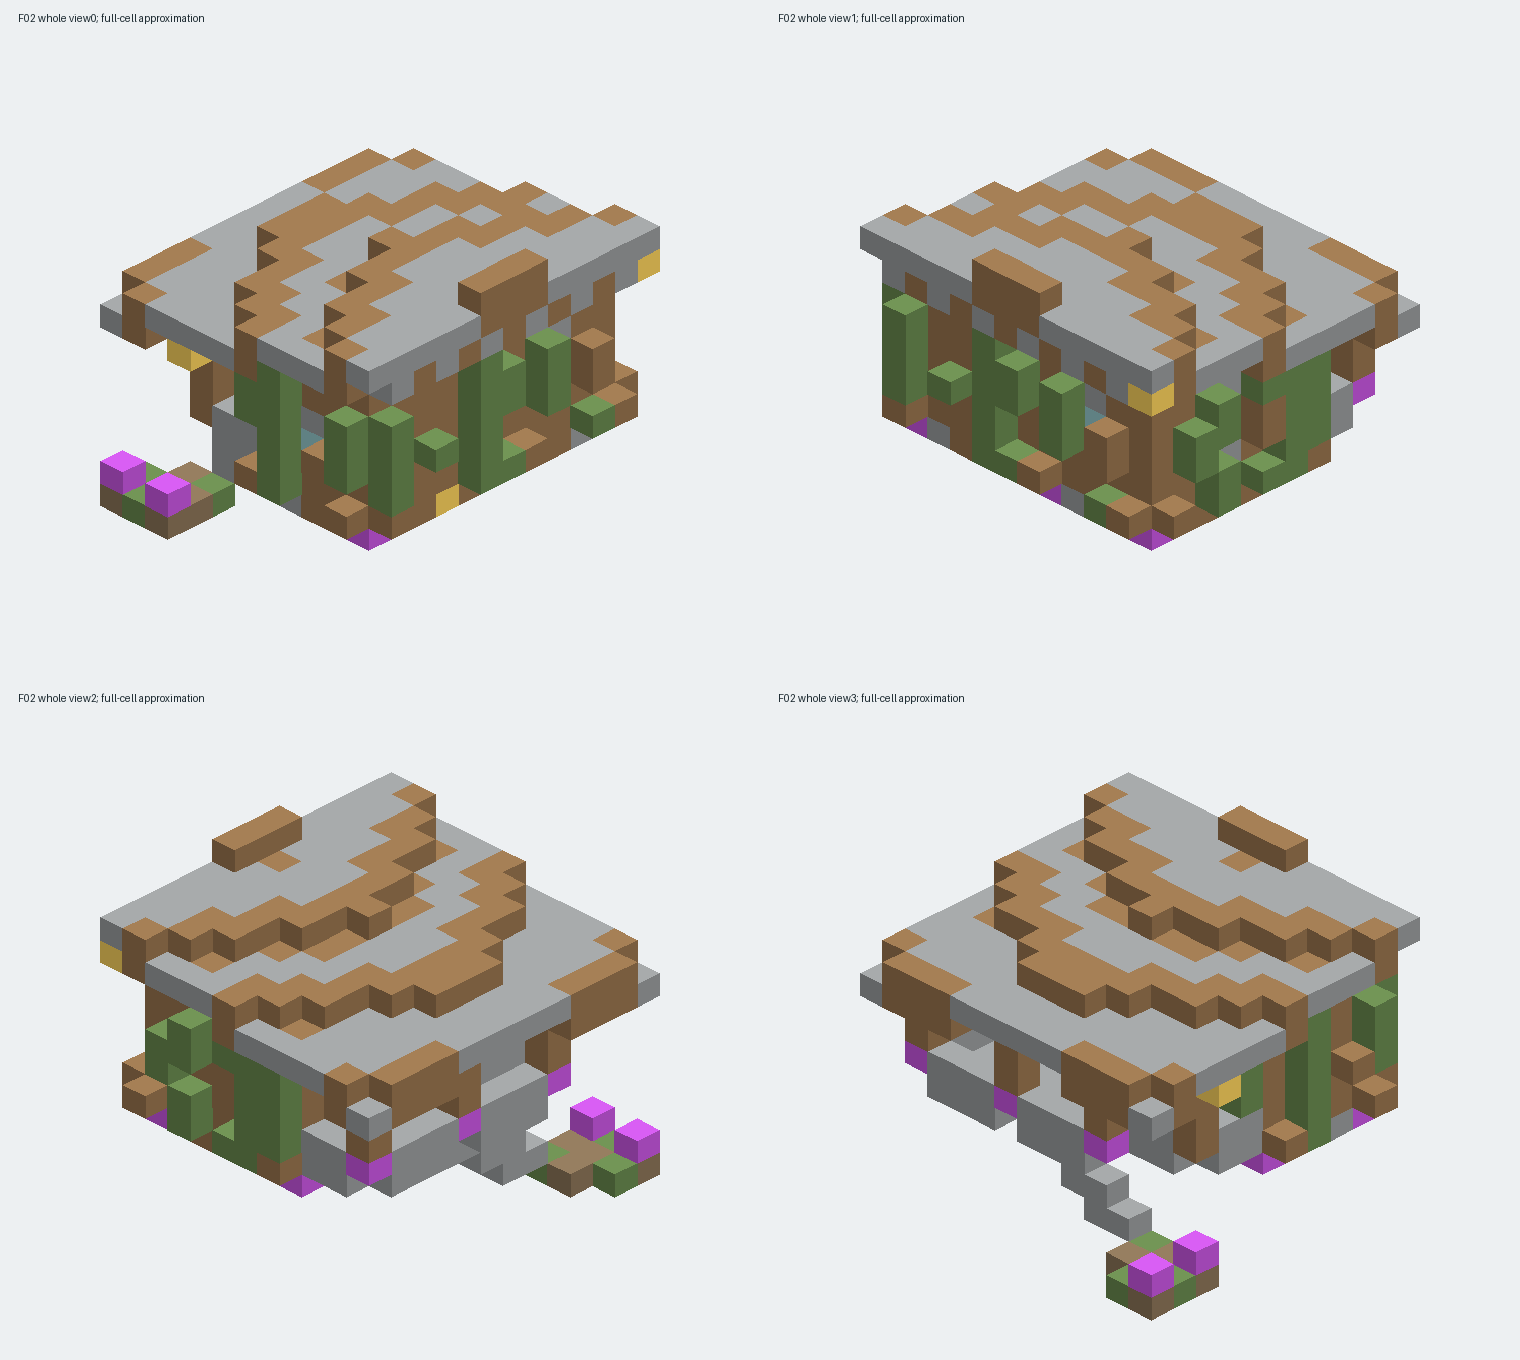 F02 whole view0; full-cell approximation
F02 whole view1; full-cell approximation
F02 whole view2; full-cell approximation
F02 whole view3; full-cell approximation